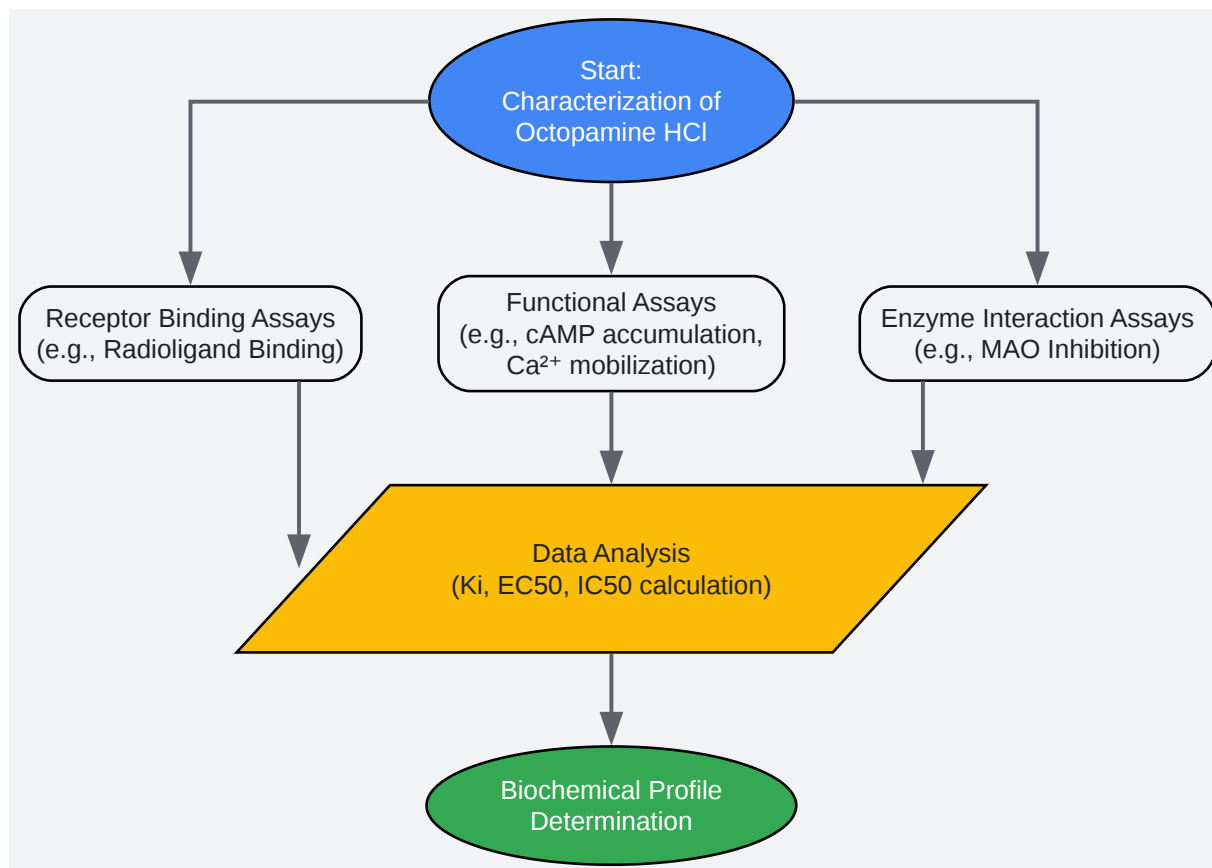 Start:
Characterization of
Octopamine HCl
Receptor Binding Assays
(e.g., Radioligand Binding)
Functional Assays
(e.g., cAMP accumulation,
Ca²⁺ mobilization)
Enzyme Interaction Assays
(e.g., MAO Inhibition)
Data Analysis
(Ki, EC50, IC50 calculation)
Biochemical Profile
Determination